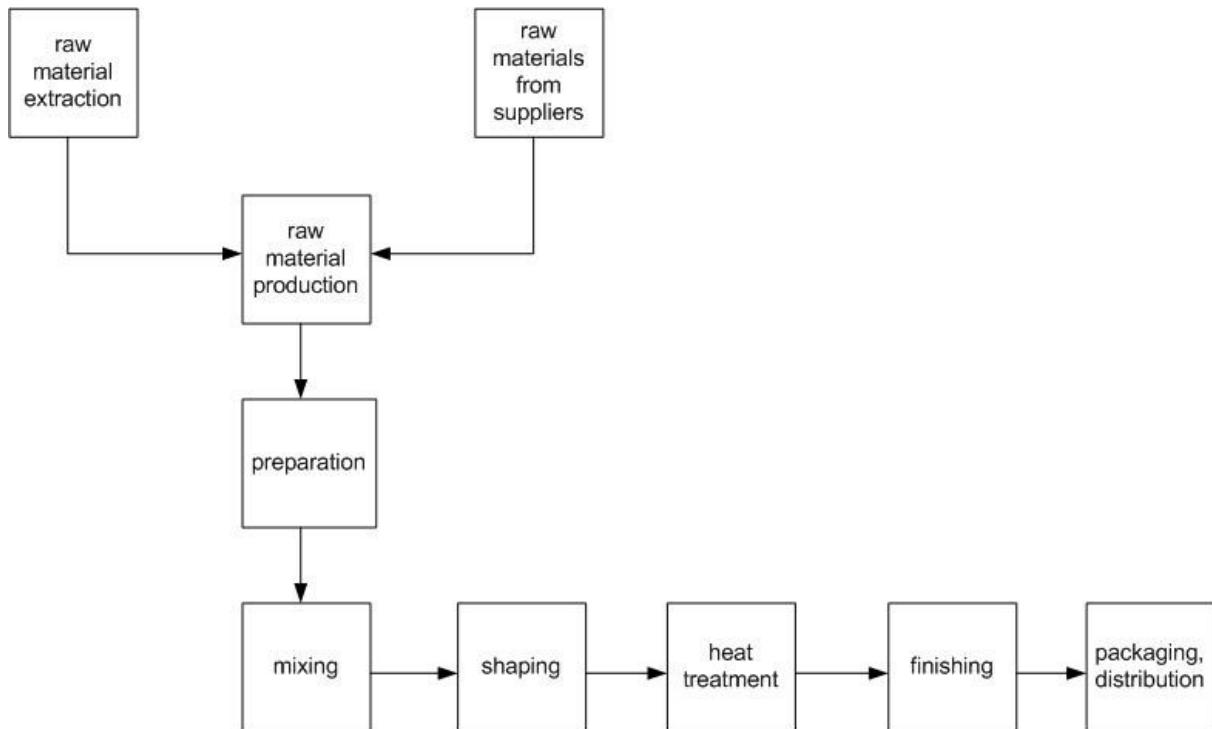 raw
material
extraction
raw
materials
from
suppliers
raw
material
production
preparation
mixing
shaping
heat
treatment
finishing
packaging,
distribution